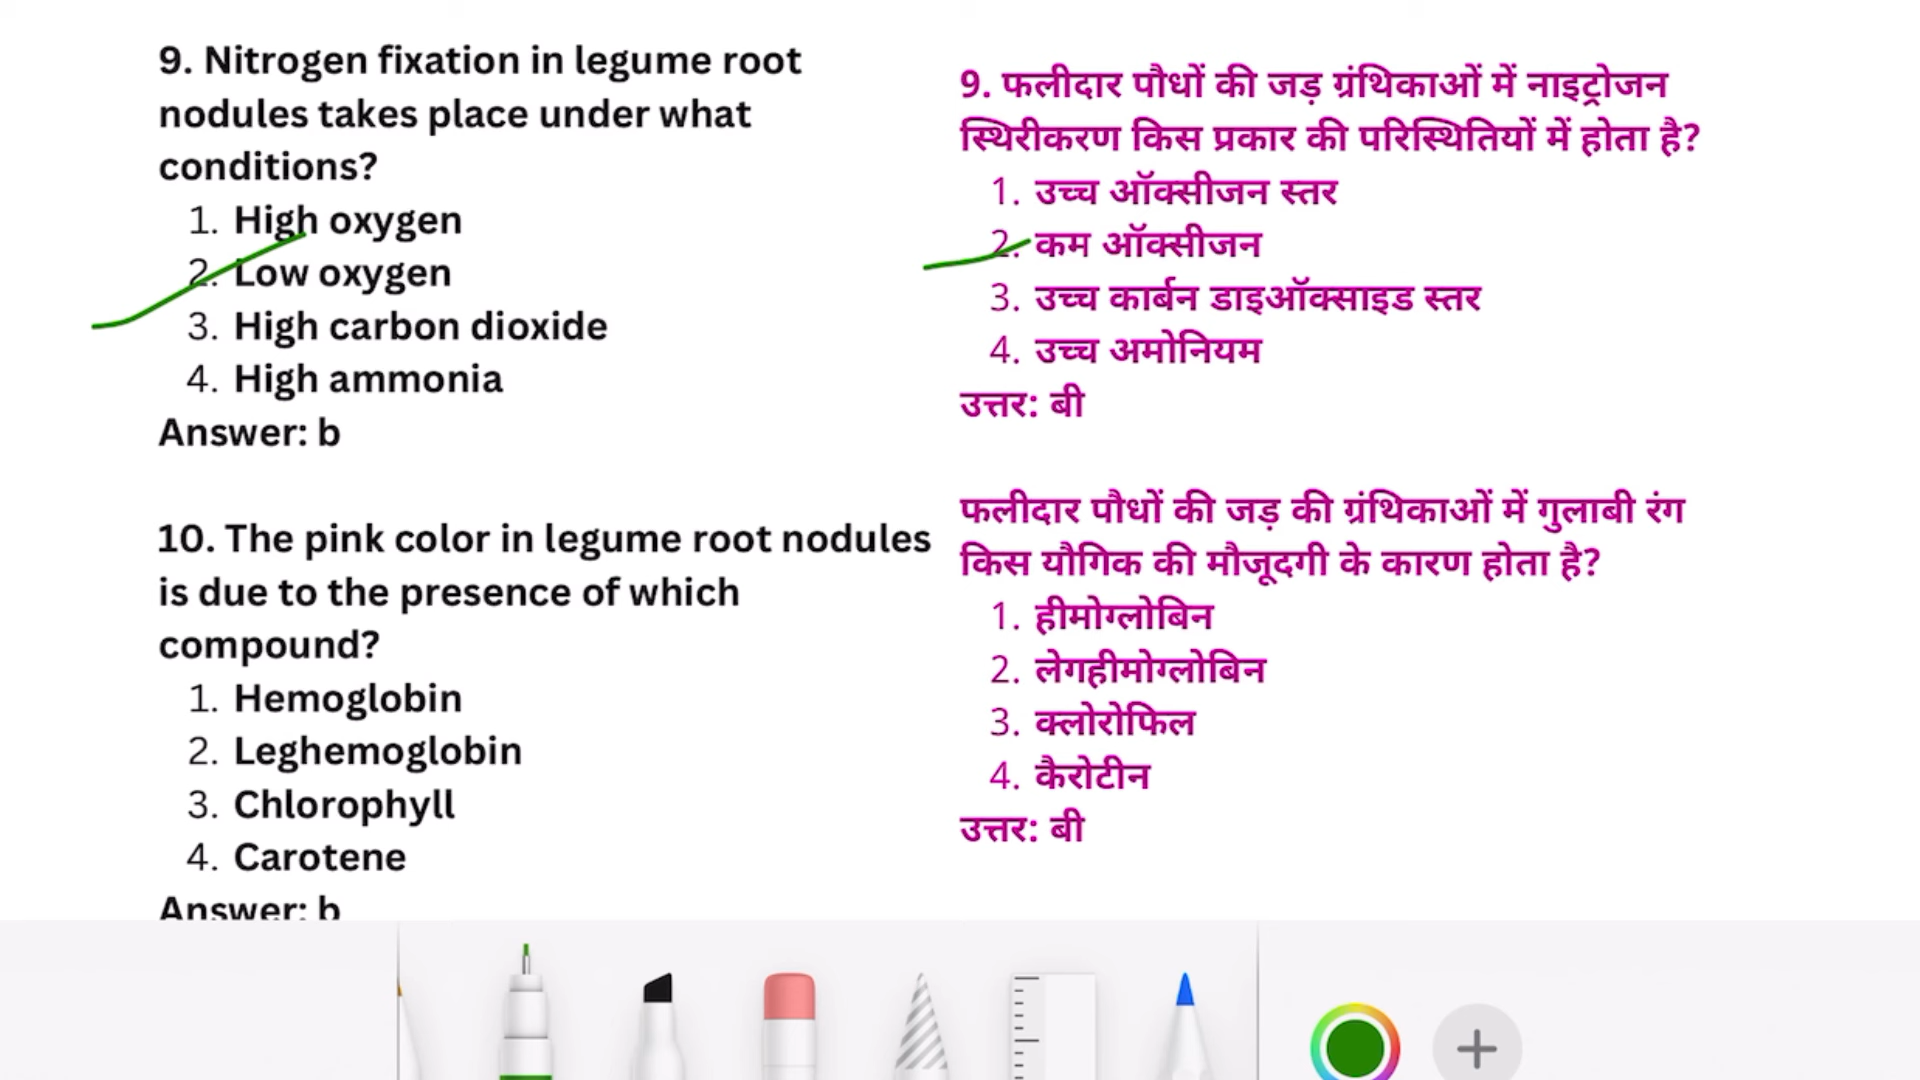 9. Nitrogen fixation in legume root
nodules takes place under what
conditions?
1. High oxygen
2. Low oxygen
3. High carbon dioxide
4. High ammonia
Answer: b
10. The pink color in legume root nodules
is due to the presence of which
compound?
1. Hemoglobin
2. Leghemoglobin
3. Chlorophyll
4. Carotene
Answer: b
9. फलीदार पौधों की जड़ ग्रंथिकाओं में नाइट्रोजन
स्थिरीकरण किस प्रकार की परिस्थितियों में होता है?
1. उच्च ऑक्सीजन स्तर
2. कम ऑक्सीजन
3. उच्च कार्बन डाइऑक्साइड स्तर
4. उच्च अमोनियम
उत्तर: बी
फलीदार पौधों की जड़ की ग्रंथिकाओं में गुलाबी रंग
किस यौगिक की मौजूदगी के कारण होता है?
1. हीमोग्लोबिन
2. लेगहीमोग्लोबिन
3. क्लोरोफिल
4. कैरोटीन
उत्तर: बी